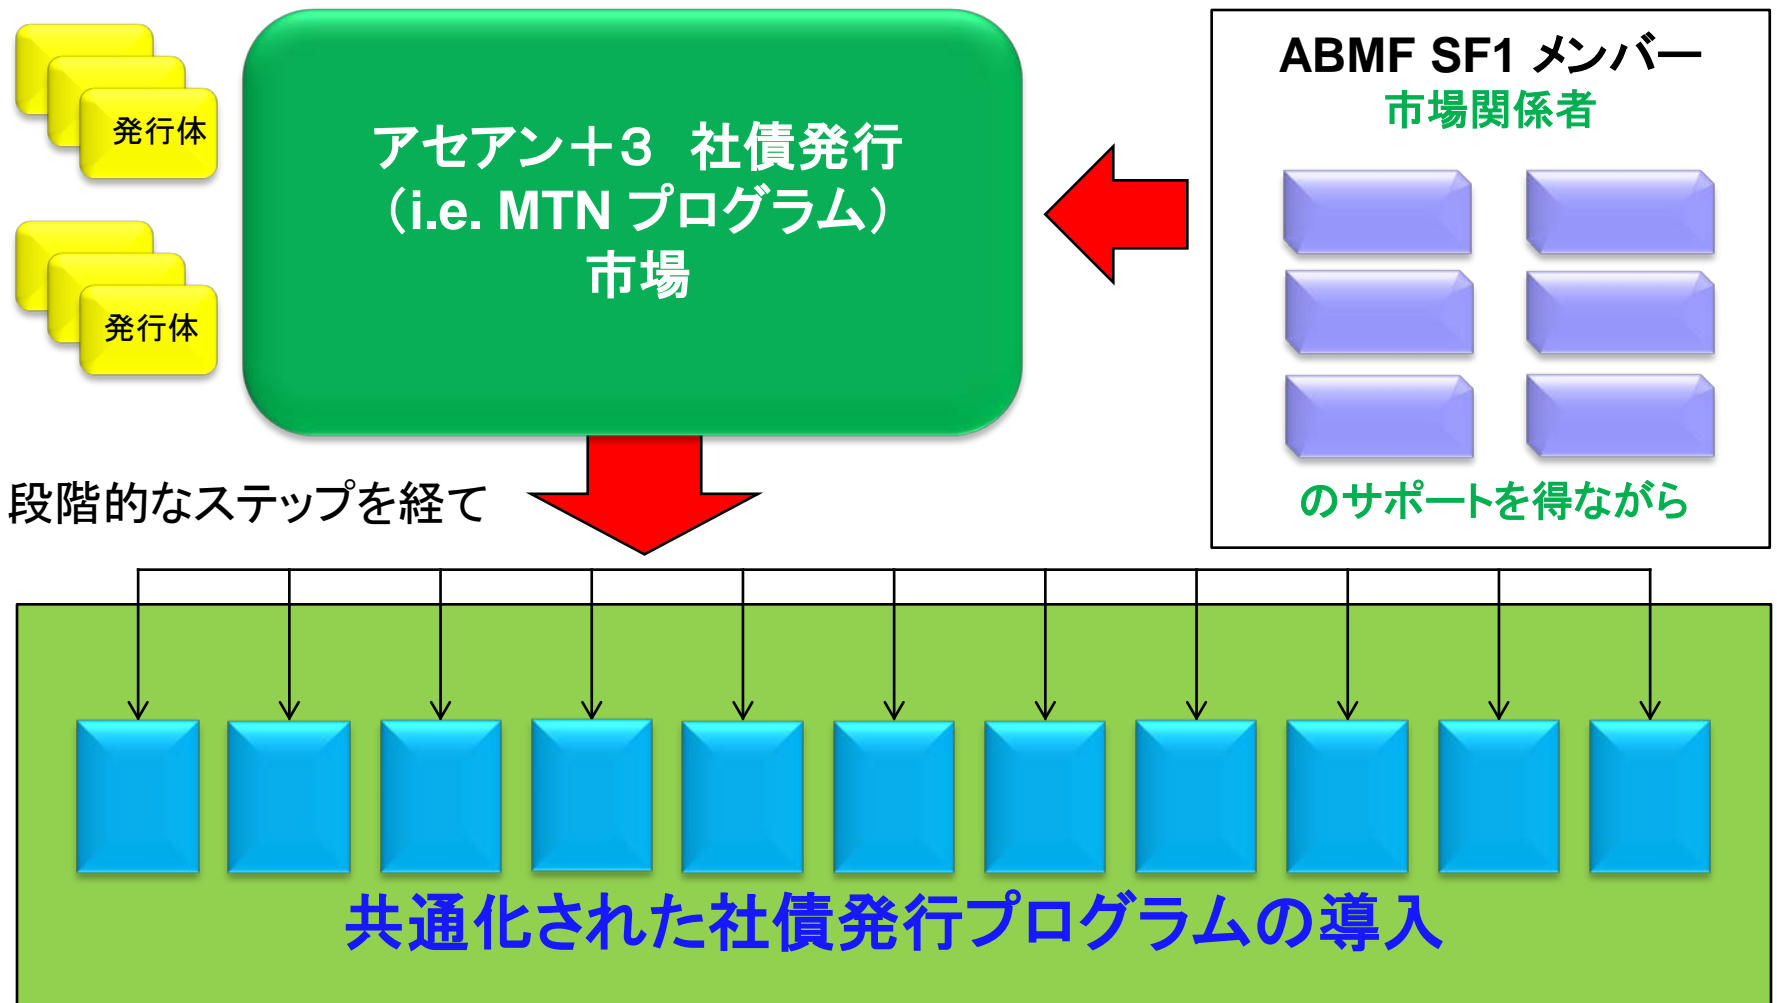 発行体
発行体
アセアン＋３　社債発行
（i.e. MTN プログラム）
市場
ABMF SF1 メンバー
市場関係者
のサポートを得ながら
段階的なステップを経て
共通化された社債発行プログラムの導入